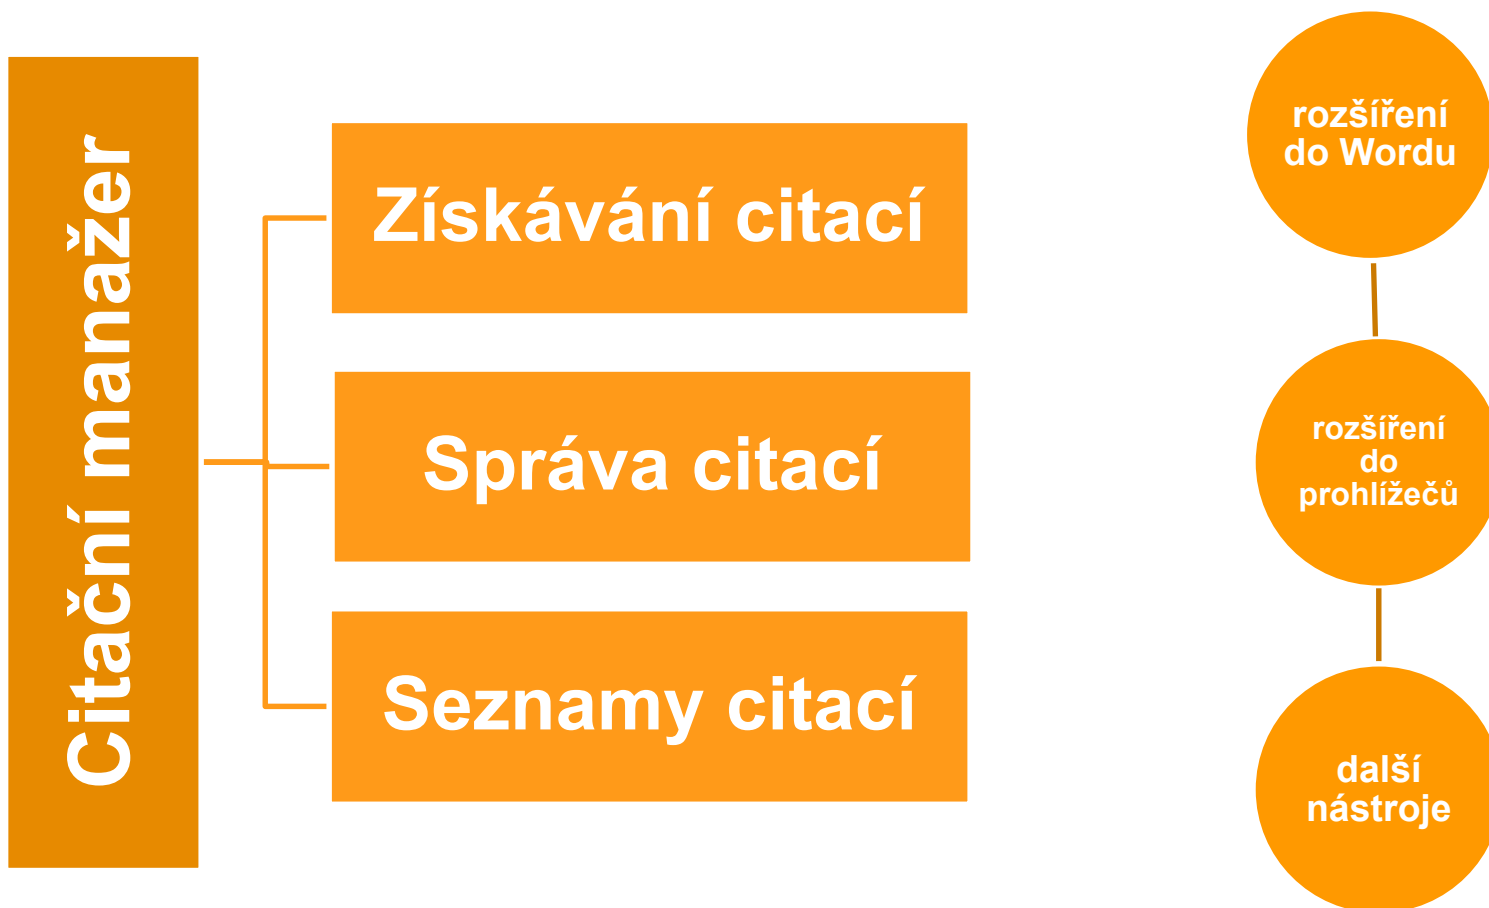 Citační manažer
Získávání citací
Správa citací
Seznamy citací
rozšíření
do Wordu
rozšíření
do
prohlížečů
další
nástroje